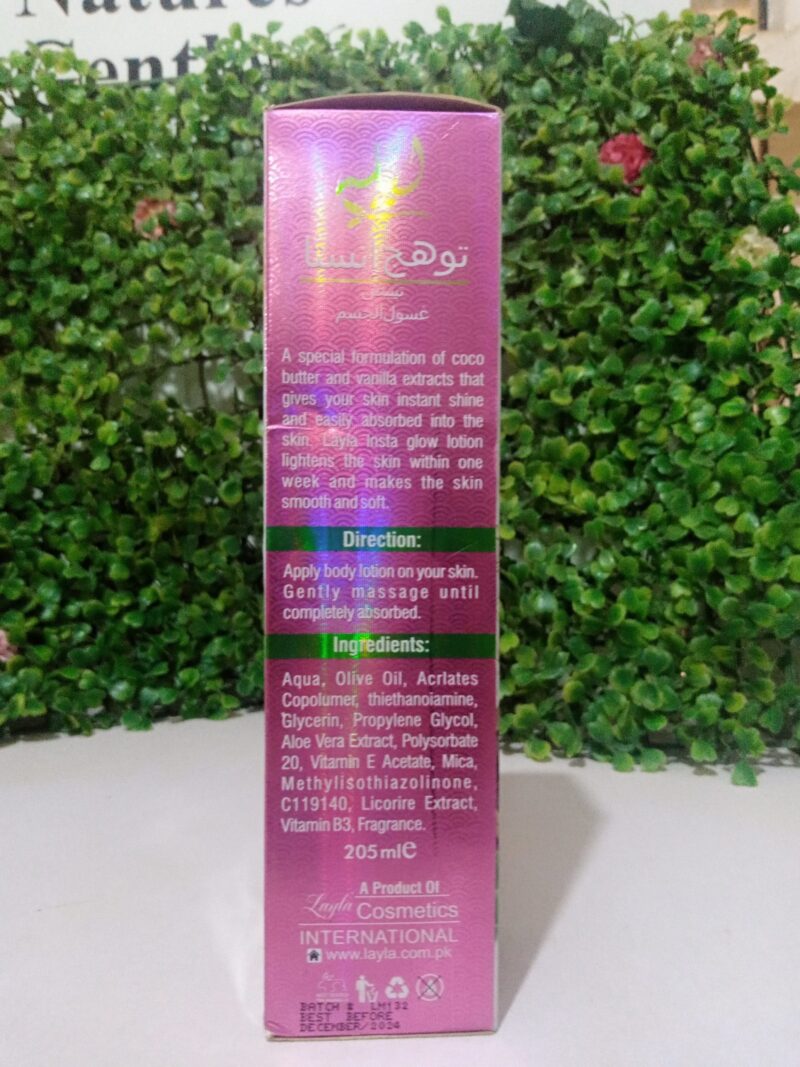 Natures
Gentle
توهج إنستا
غسول الجسم
A special formulation of coco
butter and vanilla extracts that
gives your skin instant shine
and easily absorbed into the
skin. Layla Insta glow lotion
lightens the skin within one
week and makes the skin
smooth and soft.
Direction:
Apply body lotion on your skin.
Gently massage until
completely absorbed.
Ingredients:
Aqua, Olive Oil, Acrlates
Copolumer, thiethanoiamine,
Glycerin, Propylene Glycol,
Aloe Vera Extract, Polysorbate
20, Vitamin E Acetate, Mica,
Methylisothiazolinone,
C119140, Licorire Extract,
Vitamin B3, Fragrance.
205 ml e
A Product Of
Layla Cosmetics
INTERNATIONAL
www.layla.com.pk
BATCH # LM132
BEST BEFORE
DECEMBER/2024